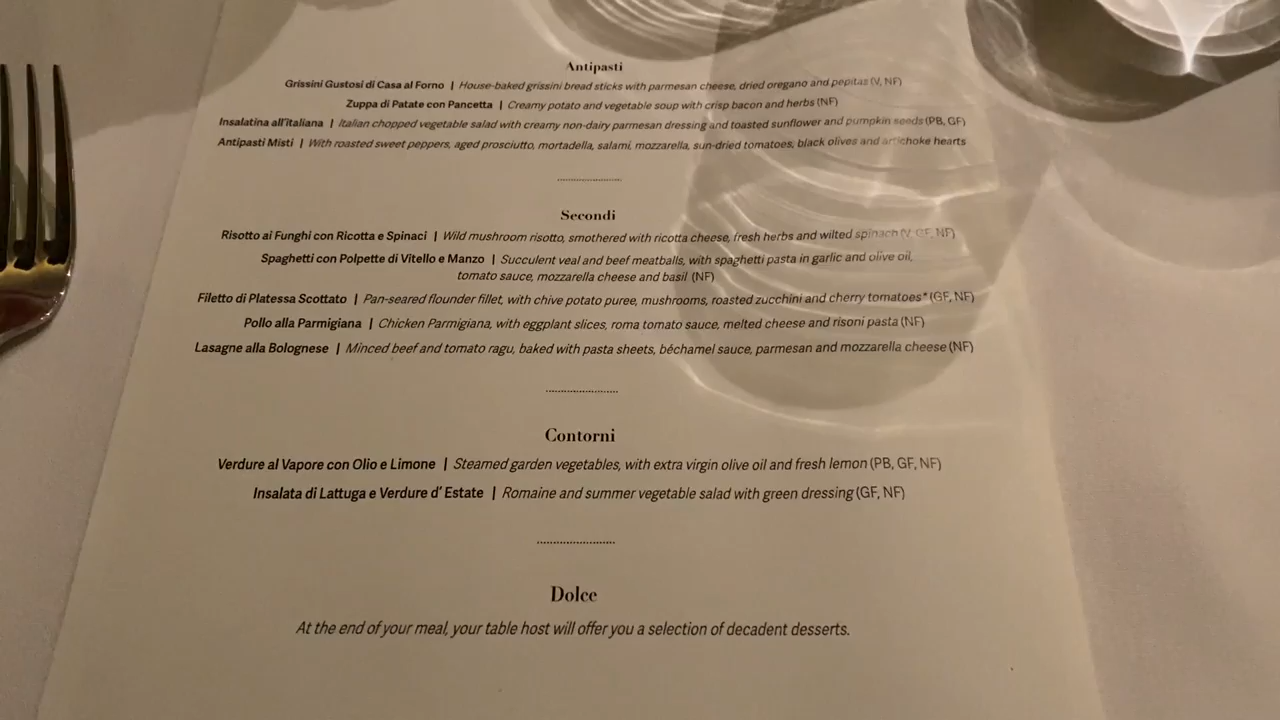 Antipasti
Grissini Gustosi di Casa al Forno | House-baked grissini bread sticks with parmesan cheese, dried oregano and pepitas (V, NF)
Zuppa di Patate con Pancetta | Creamy potato and vegetable soup with crisp bacon and herbs (NF)
Insalatina all'italiana | Italian chopped vegetable salad with creamy non-dairy parmesan dressing and toasted sunflower and pumpkin seeds (PB, GF)
Antipasti Misti | With roasted sweet peppers, aged prosciutto, mortadella, salami, mozzarella, sun-dried tomatoes, black olives and artichoke hearts
Secondi
Risotto ai Funghi con Ricotta e Spinaci | Wild mushroom risotto, smothered with ricotta cheese, fresh herbs and wilted spinach (V, GF, NF)
Spaghetti con Polpette di Vitello e Manzo | Succulent veal and beef meatballs, with spaghetti pasta in garlic and olive oil,
tomato sauce, mozzarella cheese and basil (NF)
Filetto di Platessa Scottato | Pan-seared flounder fillet, with chive potato puree, mushrooms, roasted zucchini and cherry tomatoes* (GF, NF)
Pollo alla Parmigiana | Chicken Parmigiana, with eggplant slices, roma tomato sauce, melted cheese and risoni pasta (NF)
Lasagne alla Bolognese | Minced beef and tomato ragu, baked with pasta sheets, béchamel sauce, parmesan and mozzarella cheese (NF)
Contorni
Verdure al Vapore con Olio e Limone | Steamed garden vegetables, with extra virgin olive oil and fresh lemon (PB, GF, NF)
Insalata di Lattuga e Verdure d' Estate | Romaine and summer vegetable salad with green dressing (GF, NF)
Dolce
At the end of your meal, your table host will offer you a selection of decadent desserts.